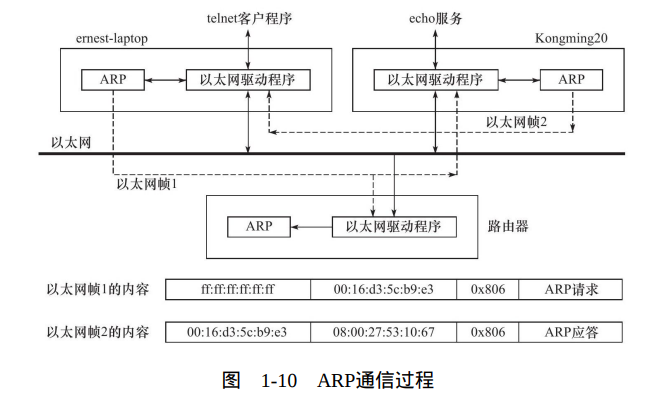 telnet客户程序
echo服务
ernest-laptop
Kongming20
ARP
以太网驱动程序
以太网驱动程序
ARP
以太网帧2
以太网
以太网帧1
ARP
以太网驱动程序
路由器
以太网帧1的内容 ff:ff:ff:ff:ff:ff 00:16:d3:5c:b9:e3 0x806 ARP请求
以太网帧2的内容 00:16:d3:5c:b9:e3 08:00:27:53:10:67 0x806 ARP应答
图 1-10 ARP通信过程